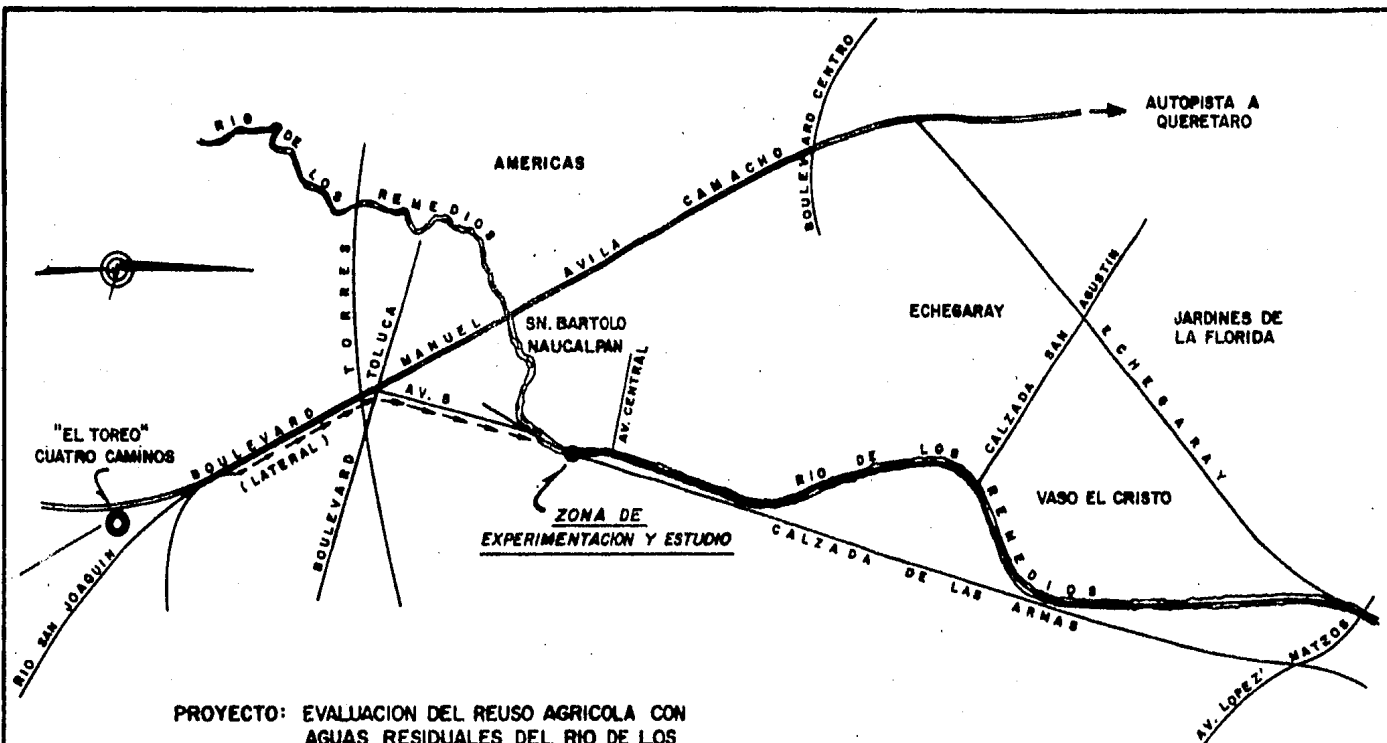 AUTOPISTA A
QUERETARO
BOULEVARD CENTRO
RIO DE LOS REMEDIOS
AMERICAS
BOULEVARD MANUEL AVILA CAMACHO
(LATERAL)
TORRES
BOULEVARD TOLUCA
SN. BARTOLO
NAUCALPAN
AV. CENTRAL
AV. 8
ECHEGARAY
CALZADA SAN AGUSTIN
ECHEGARAY
JARDINES DE
LA FLORIDA
"EL TOREO"
CUATRO CAMINOS
RIO SAN JOAQUIN
ZONA DE
EXPERIMENTACION Y ESTUDIO
RIO DE LOS REMEDIOS
VASO EL CRISTO
CALZADA DE LAS ARMAS
AV. LOPEZ' MATZOS
PROYECTO: EVALUACION DEL REUSO AGRICOLA CON
AGUAS RESIDUALES DEL RIO DE LOS